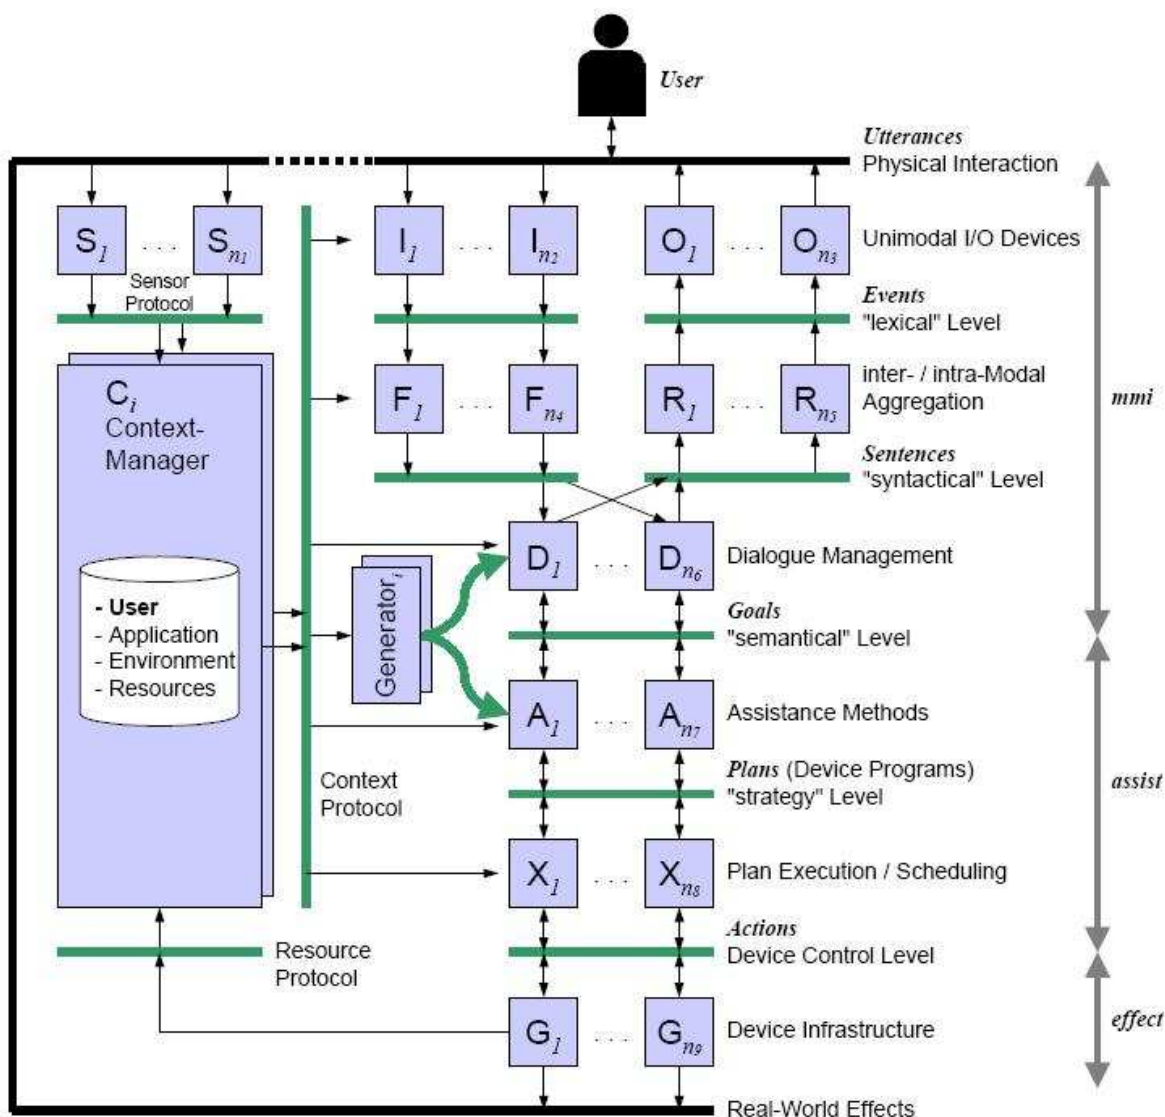 User
Utterances
Physical Interaction
S1 . . . Sn1
I1 . . . In2
O1 . . . On3
Unimodal I/O Devices
Sensor
Protocol
Events
"lexical" Level
Ci
Context-
Manager
F1 . . . Fn4
R1 . . . Rn5
inter- / intra-Modal
Aggregation
mmi
Sentences
"syntactical" Level
D1 . . . Dn6
Dialogue Management
- User
- Application
- Environment
- Resources
Generatori
Goals
"semantical" Level
A1 . . . An7
Assistance Methods
Context
Protocol
Plans (Device Programs)
"strategy" Level
assist
X1 . . . Xn8
Plan Execution / Scheduling
Resource
Protocol
Actions
Device Control Level
G1 . . . Gn9
Device Infrastructure
effect
Real-World Effects